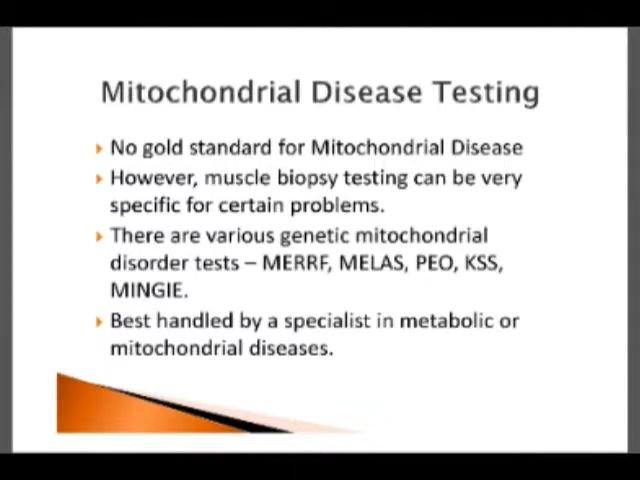 Mitochondrial Disease Testing
No gold standard for Mitochondrial Disease
However, muscle biopsy testing can be very
specific for certain problems.
There are various genetic mitochondrial
disorder tests – MERRF, MELAS, PEO, KSS,
MINGIE.
Best handled by a specialist in metabolic or
mitochondrial diseases.